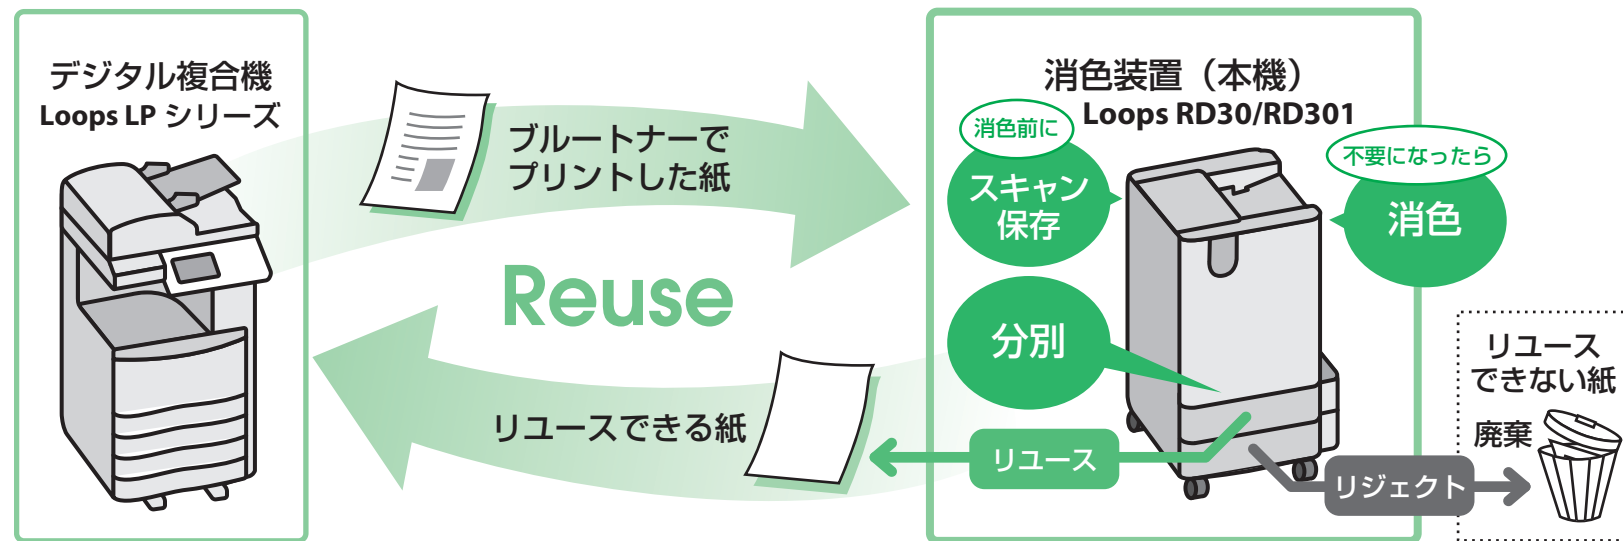 デジタル複合機
Loops LP シリーズ
ブルートナーで
プリントした紙
Reuse
リユースできる紙
消色装置（本機）
Loops RD30/RD301
消色前に
スキャン
保存
不要になったら
消色
分別
リユース
リジェクト
リユース
できない紙
廃棄